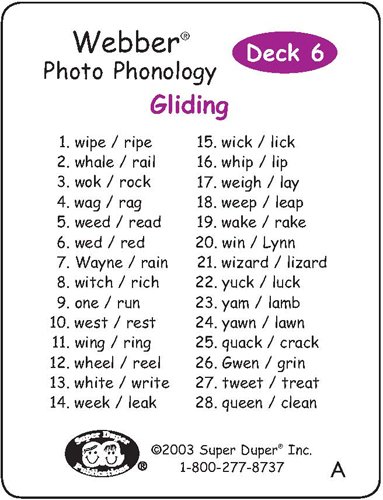 Webber®
Photo Phonology
Deck 6
Gliding
1. wipe / ripe
2. whale / rail
3. wok / rock
4. wag / rag
5. weed / read
6. wed / red
7. Wayne / rain
8. witch / rich
9. one / run
10. west / rest
11. wing / ring
12. wheel / reel
13. white / write
14. week / leak
15. wick / lick
16. whip / lip
17. weigh / lay
18. weep / leap
19. wake / rake
20. win / Lynn
21. wizard / lizard
22. yuck / luck
23. yam / lamb
24. yawn / lawn
25. quack / crack
26. Gwen / grin
27. tweet / treat
28. queen / clean
Super Duper
Publications
®
©2003 Super Duper® Inc.
1-800-277-8737
A